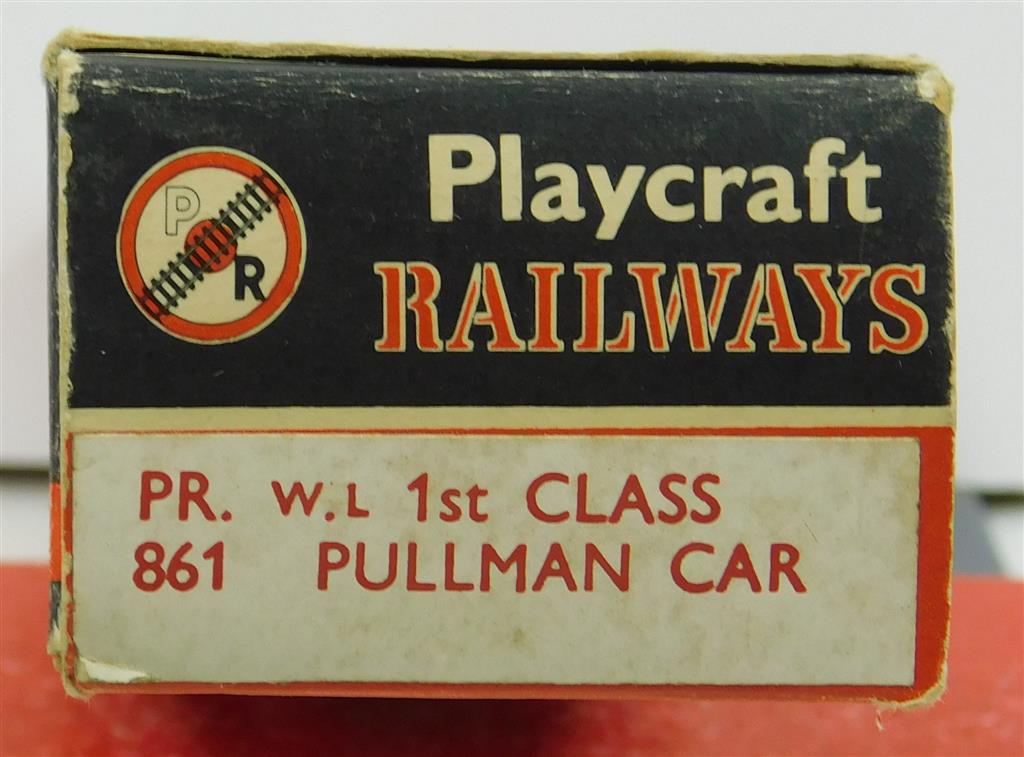 P
R
Playcraft
RAILWAYS
PR. W.L 1st CLASS
861 PULLMAN CAR